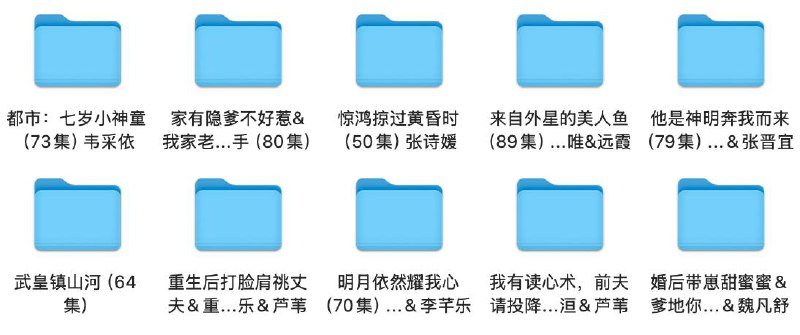 都市：七岁小神童
（73集）韦采依
家有隐爹不好惹&
我家老...手（80集）
惊鸿掠过黄昏时
（50集）张诗媛
来自外星的美人鱼
（89集）...唯&远霞
他是神明奔我而来
（79集）...＆张晋宜
武皇镇山河（64
集）
重生后打脸肩祧丈
夫＆重...乐＆芦苇
明月依然耀我心
（70集）...＆李芊乐
我有读心术，前夫
请投降...洹＆芦苇
婚后带崽甜蜜蜜＆
爹地你...＆魏凡舒